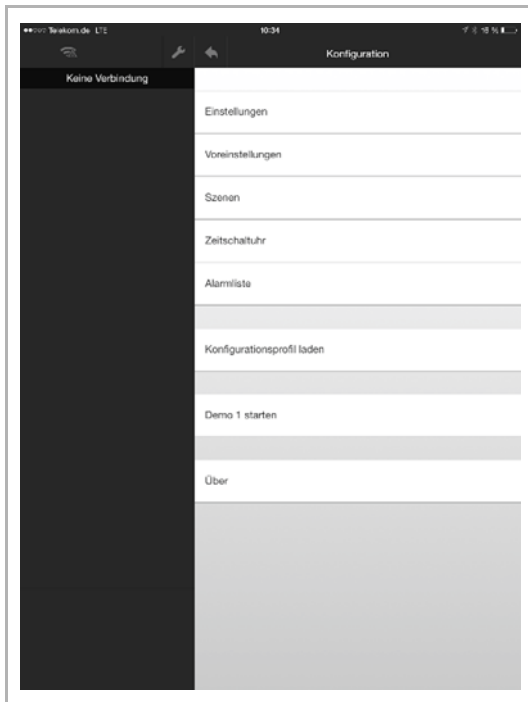 Telekom.de LTE 10:34 18 %
Konfiguration
Keine Verbindung
Einstellungen
Voreinstellungen
Szenen
Zeitschaltuhr
Alarmliste
Konfigurationsprofil laden
Demo 1 starten
Über